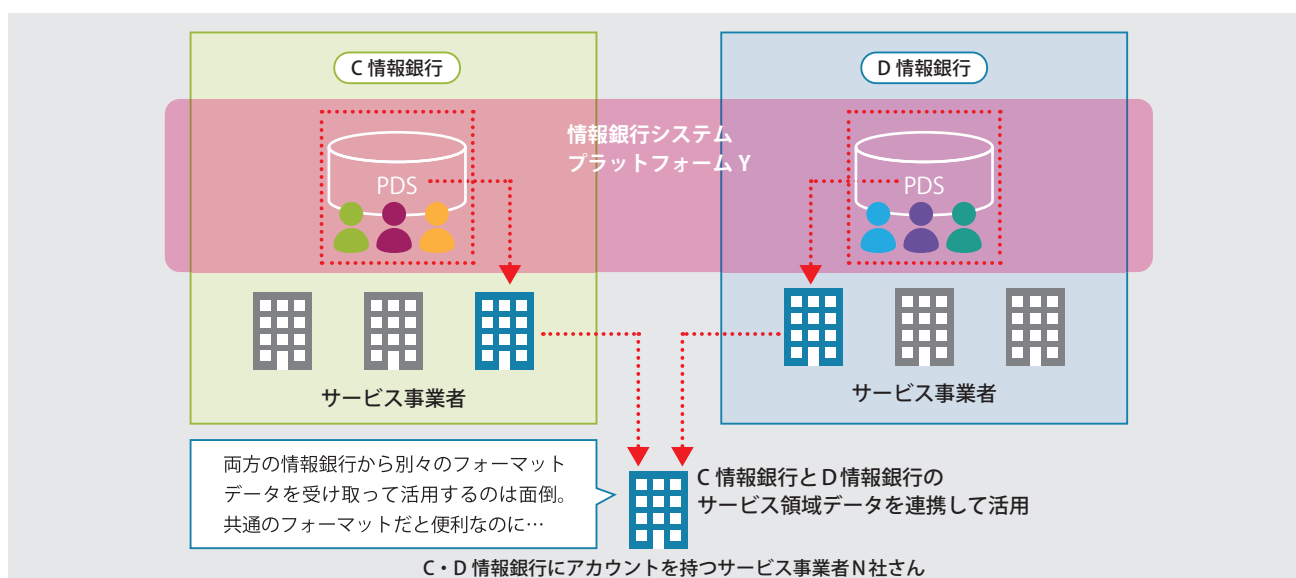 C 情報銀行
D 情報銀行
情報銀行システム
プラットフォーム Y
PDS
PDS
サービス事業者
サービス事業者
両方の情報銀行から別々のフォーマット
データを受け取って活用するのは面倒。
共通のフォーマットだと便利なのに…
C 情報銀行とD情報銀行の
サービス領域データを連携して活用
C・D 情報銀行にアカウントを持つサービス事業者N社さん